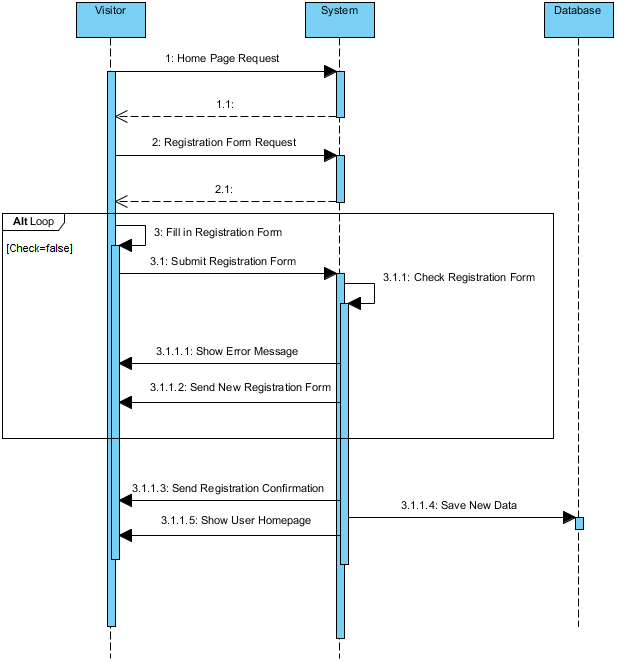 Visitor
System
Database
1: Home Page Request
1.1:
2: Registration Form Request
2.1:
Alt Loop
[Check=false]
3: Fill in Registration Form
3.1: Submit Registration Form
3.1.1: Check Registration Form
3.1.1.1: Show Error Message
3.1.1.2: Send New Registration Form
3.1.1.3: Send Registration Confirmation
3.1.1.4: Save New Data
3.1.1.5: Show User Homepage